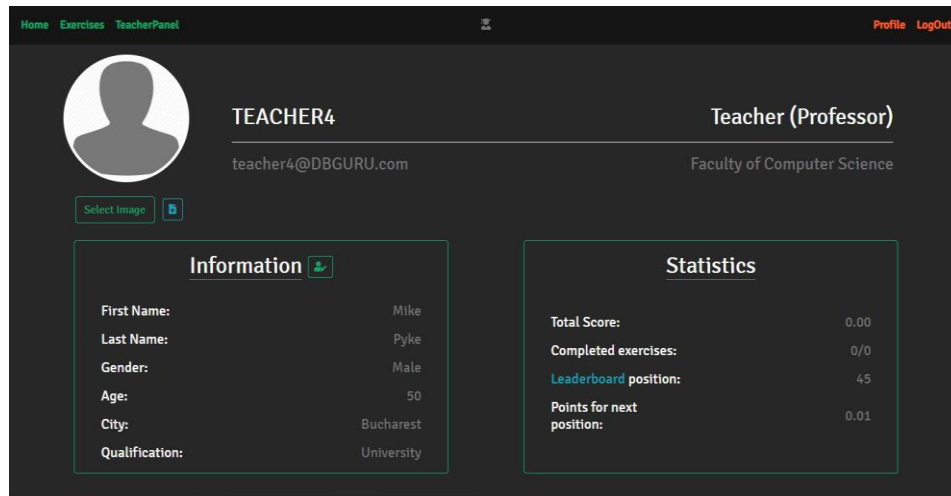 Home Exercises TeacherPanel Profile LogOut
TEACHER4 Teacher (Professor)
teacher4@DBGURU.com Faculty of Computer Science
Select Image
Information
First Name: Mike
Last Name: Pyke
Gender: Male
Age: 50
City: Bucharest
Qualification: University
Statistics
Total Score: 0.00
Completed exercises: 0/0
Leaderboard position: 45
Points for next
position: 0.01